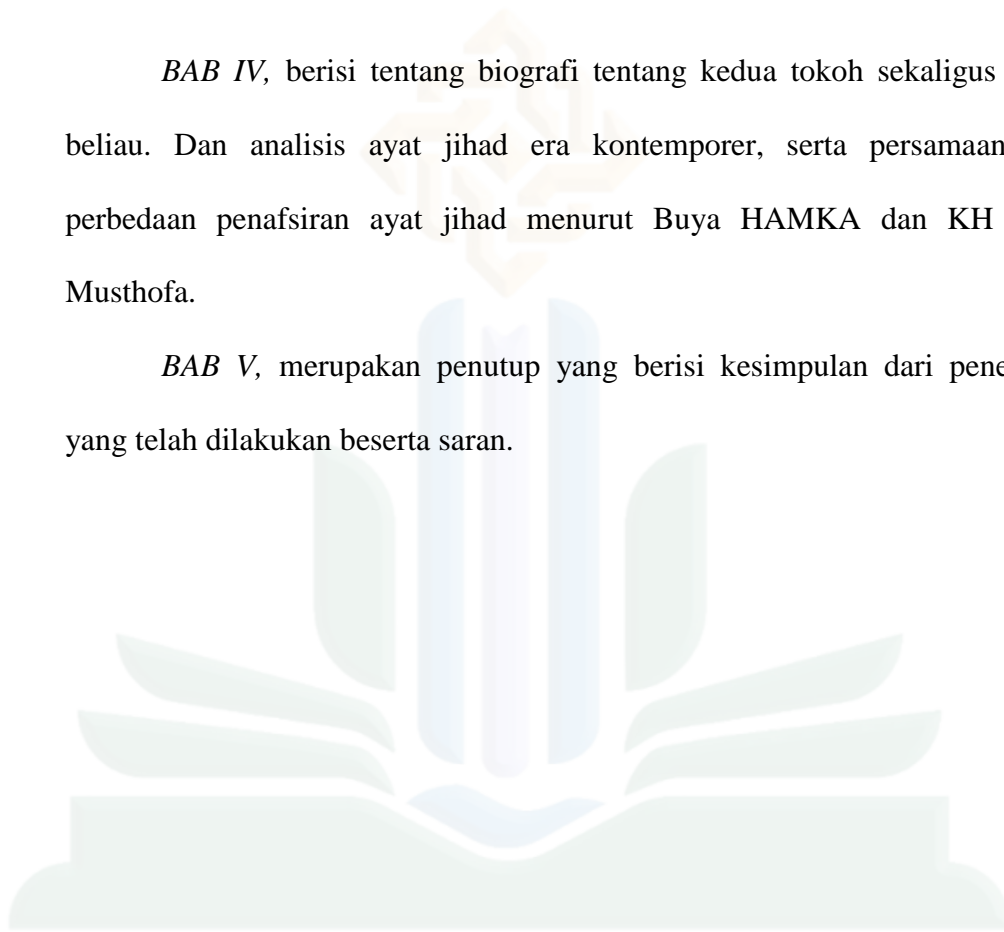 BAB IV, berisi tentang biografi tentang kedua tokoh sekaligus
beliau. Dan analisis ayat jihad era kontemporer, serta persamaan
perbedaan penafsiran ayat jihad menurut Buya HAMKA dan KH
Musthofa.
BAB V, merupakan penutup yang berisi kesimpulan dari pene
yang telah dilakukan beserta saran.